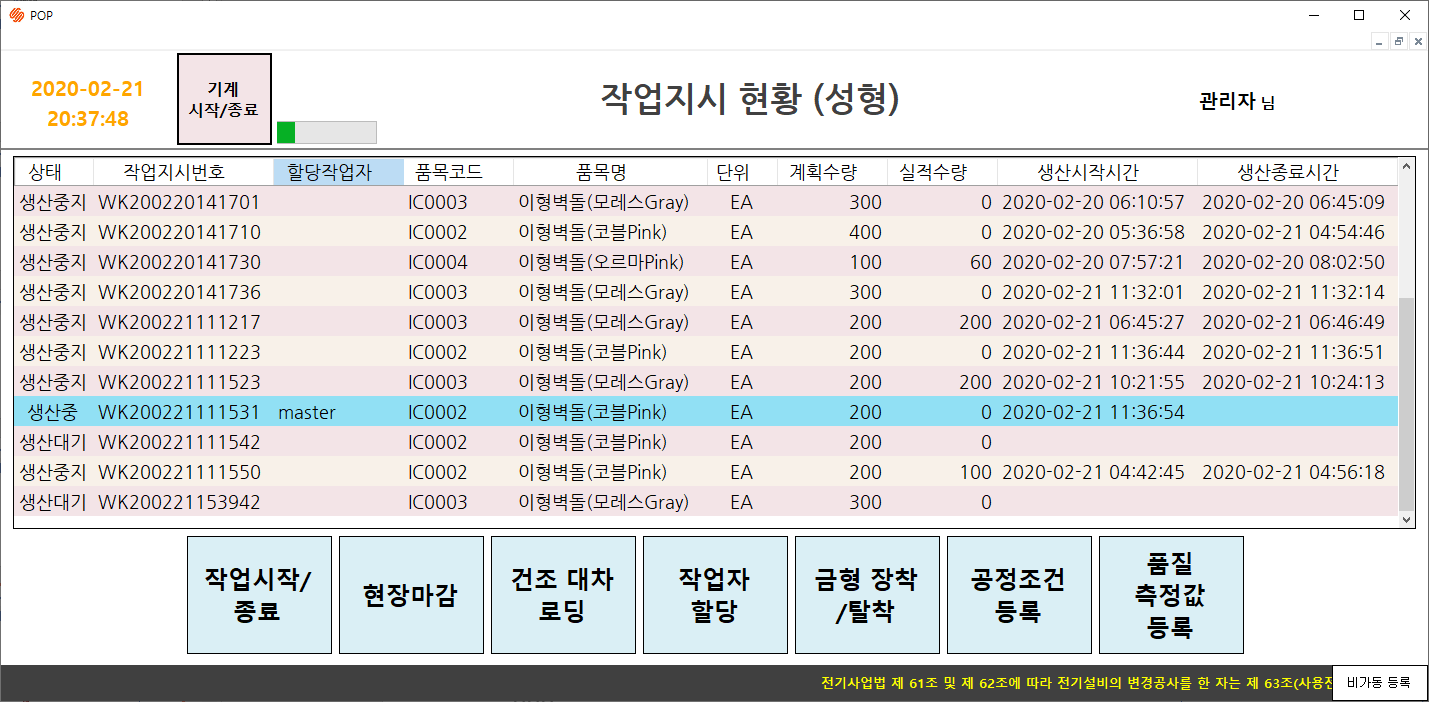 POP
2020-02-21
20:37:48
기계
시작/종료
작업지시 현황 (성형)
관리자 님
상태 작업지시번호 할당작업자 품목코드 품목명 단위 계획수량 실적수량 생산시작시간 생산종료시간
생산중지 WK200220141701 IC0003 이형벽돌(모레스Gray) EA 300 0 2020-02-20 06:10:57 2020-02-20 06:45:09
생산중지 WK200220141710 IC0002 이형벽돌(코블Pink) EA 400 0 2020-02-20 05:36:58 2020-02-21 04:54:46
생산중지 WK200220141730 IC0004 이형벽돌(오르마Pink) EA 100 60 2020-02-20 07:57:21 2020-02-20 08:02:50
생산중지 WK200220141736 IC0003 이형벽돌(모레스Gray) EA 300 0 2020-02-21 11:32:01 2020-02-21 11:32:14
생산중지 WK200221111217 IC0003 이형벽돌(모레스Gray) EA 200 200 2020-02-21 06:45:27 2020-02-21 06:46:49
생산중지 WK200221111223 IC0002 이형벽돌(코블Pink) EA 200 0 2020-02-21 11:36:44 2020-02-21 11:36:51
생산중지 WK200221111523 IC0003 이형벽돌(모레스Gray) EA 200 200 2020-02-21 10:21:55 2020-02-21 10:24:13
생산중 WK200221111531 master IC0002 이형벽돌(코블Pink) EA 200 0 2020-02-21 11:36:54
생산대기 WK200221111542 IC0002 이형벽돌(코블Pink) EA 200 0
생산중지 WK200221111550 IC0002 이형벽돌(코블Pink) EA 200 100 2020-02-21 04:42:45 2020-02-21 04:56:18
생산대기 WK200221153942 IC0003 이형벽돌(모레스Gray) EA 300 0
작업시작/
종료
현장마감
건조 대차
로딩
작업자
할당
금형 장착
/탈착
공정조건
등록
품질
측정값
등록
전기사업법 제 61조 및 제 62조에 따라 전기설비의 변경공사를 한 자는 제 63조(사용전
비가동 등록